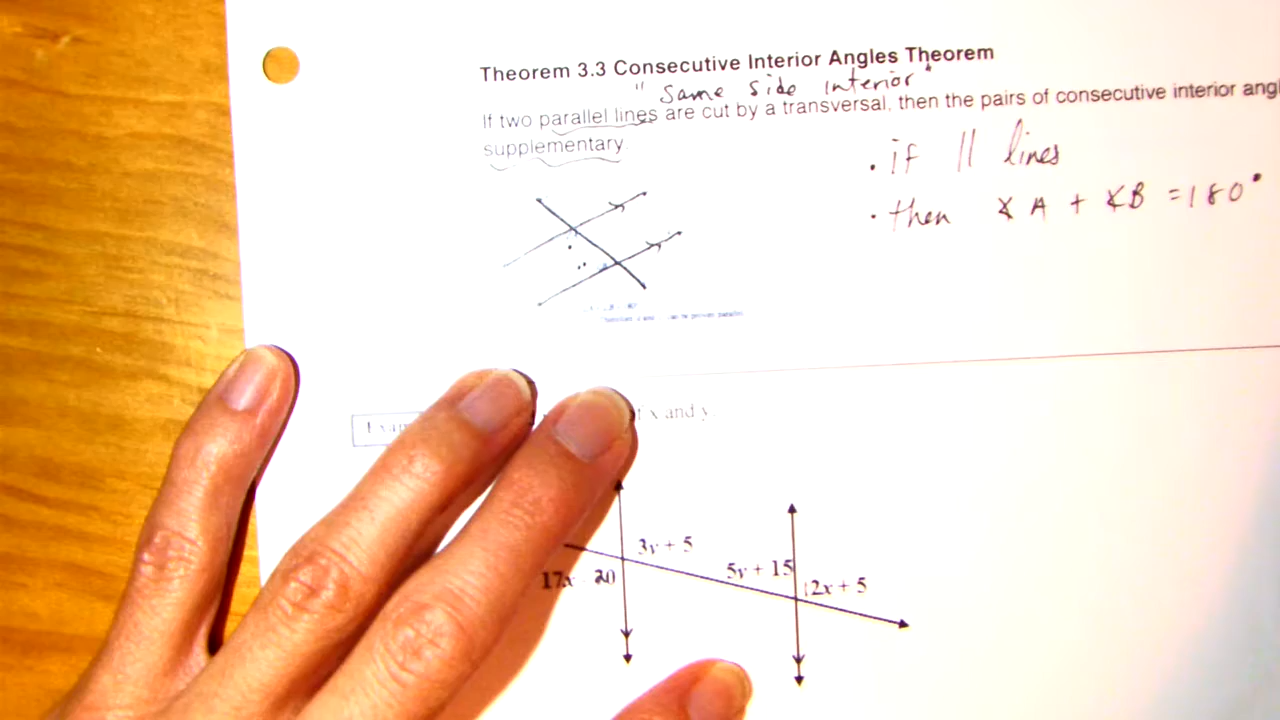 Theorem 3.3 Consecutive Interior Angles Theorem
" same side interior "
If two parallel lines are cut by a transversal, then the pairs of consecutive interior angl
supplementary
. if || lines
. then ∡ A + ∡B = 180°
x and y.
3y + 5
5y + 15
17x 20
12x + 5